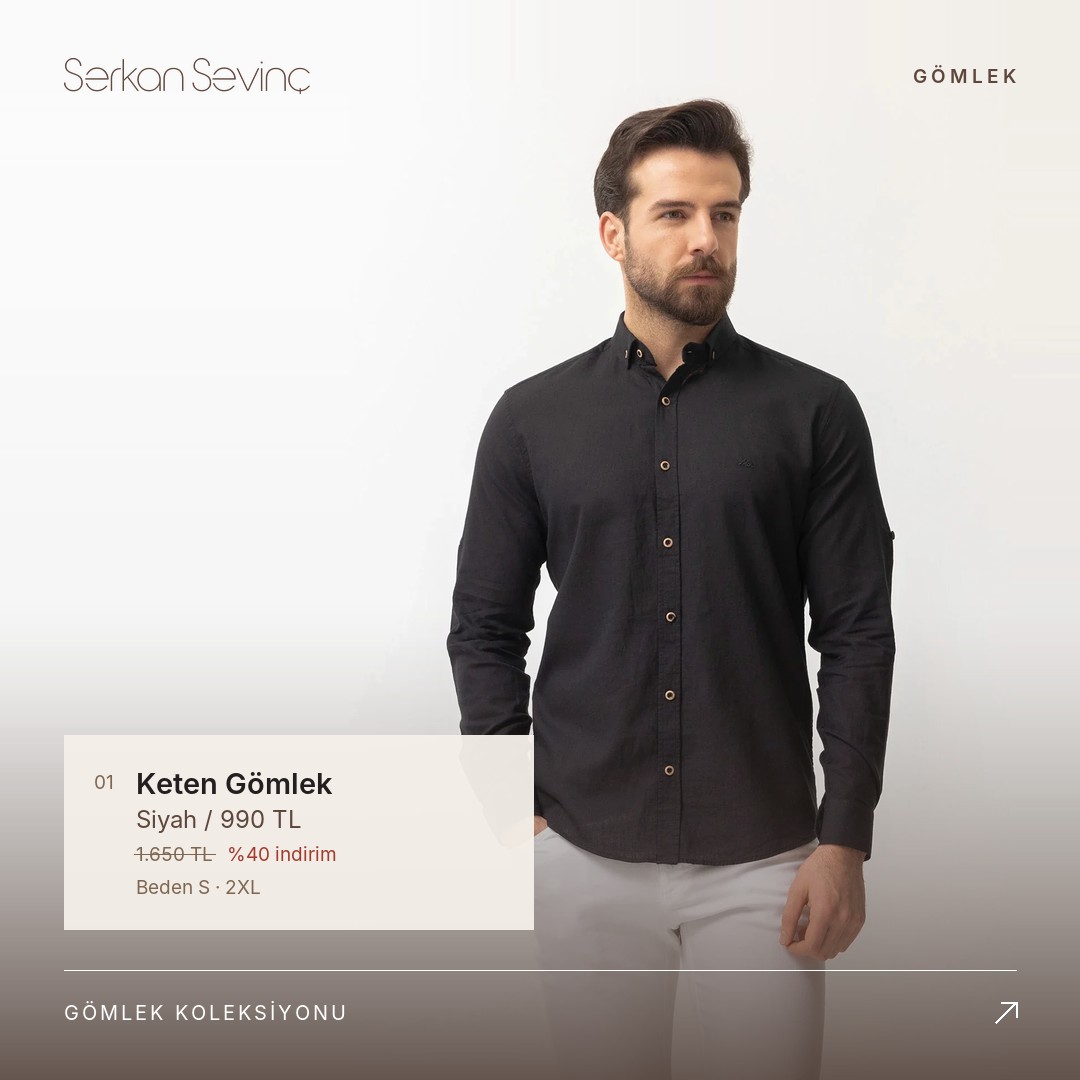 Serkan Sevinç
GÖMLEK
01 Keten Gömlek
Siyah / 990 TL
1.650 TL %40 indirim
Beden S · 2XL
GÖMLEK KOLEKSİYONU